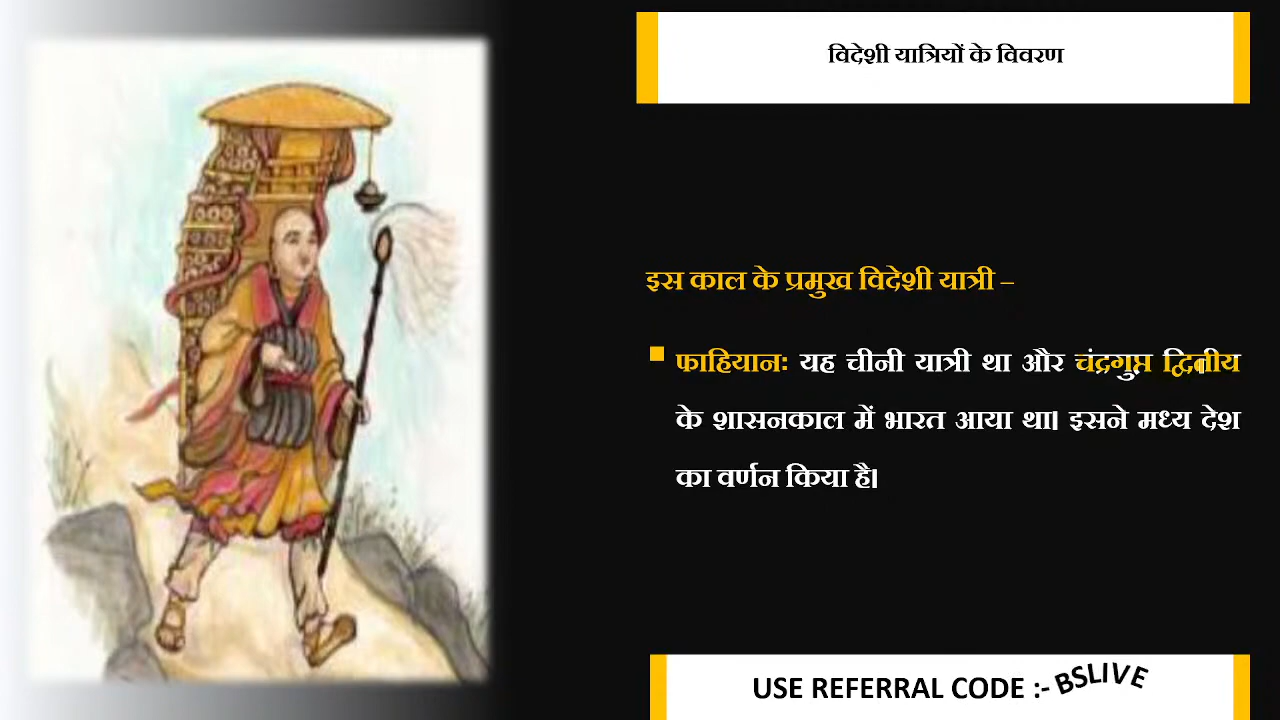 विदेशी यात्रियों के विवरण
इस काल के प्रमुख विदेशी यात्री –
फाहियान: यह चीनी यात्री था और चंद्रगुप्त द्वितीय
के शासनकाल में भारत आया था। इसने मध्य देश
का वर्णन किया है।
USE REFERRAL CODE :- BSLIVE